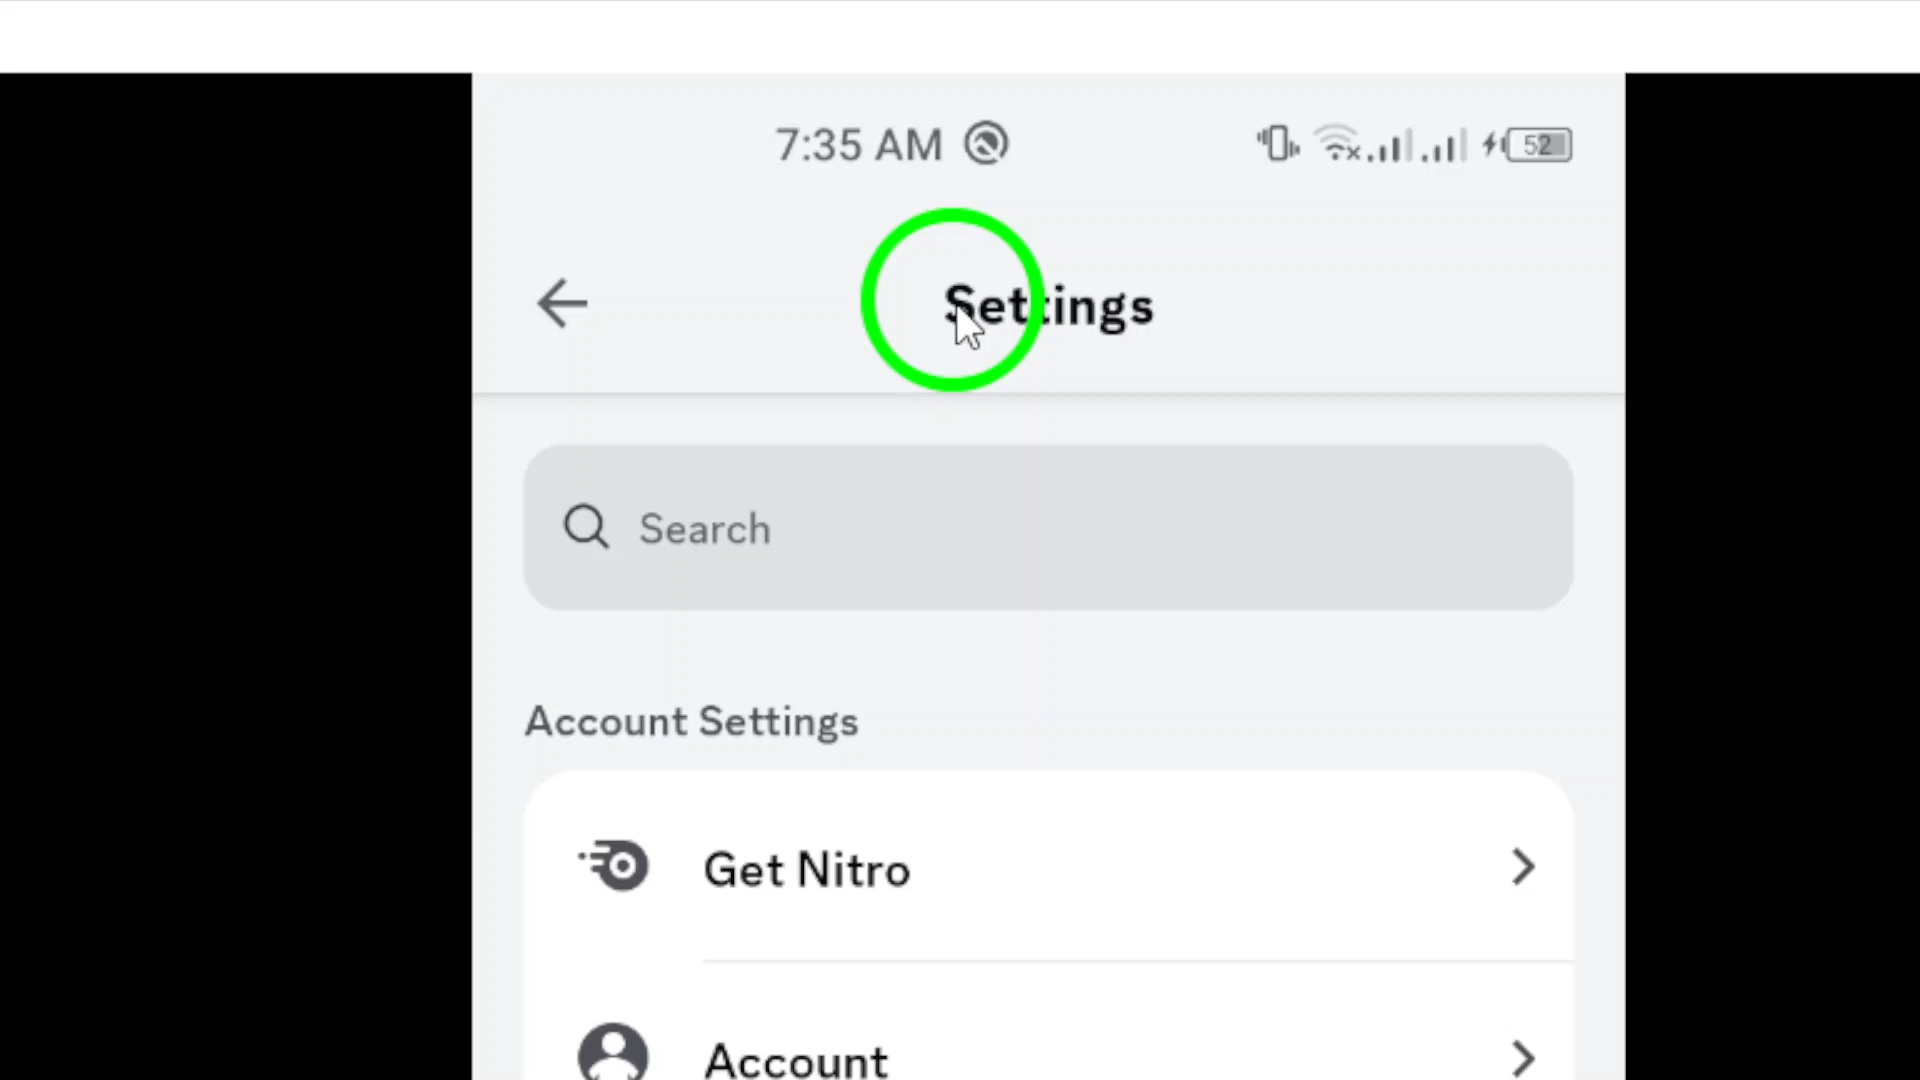 7:35 AM 52
Settings
Search
Account Settings
Get Nitro
Account